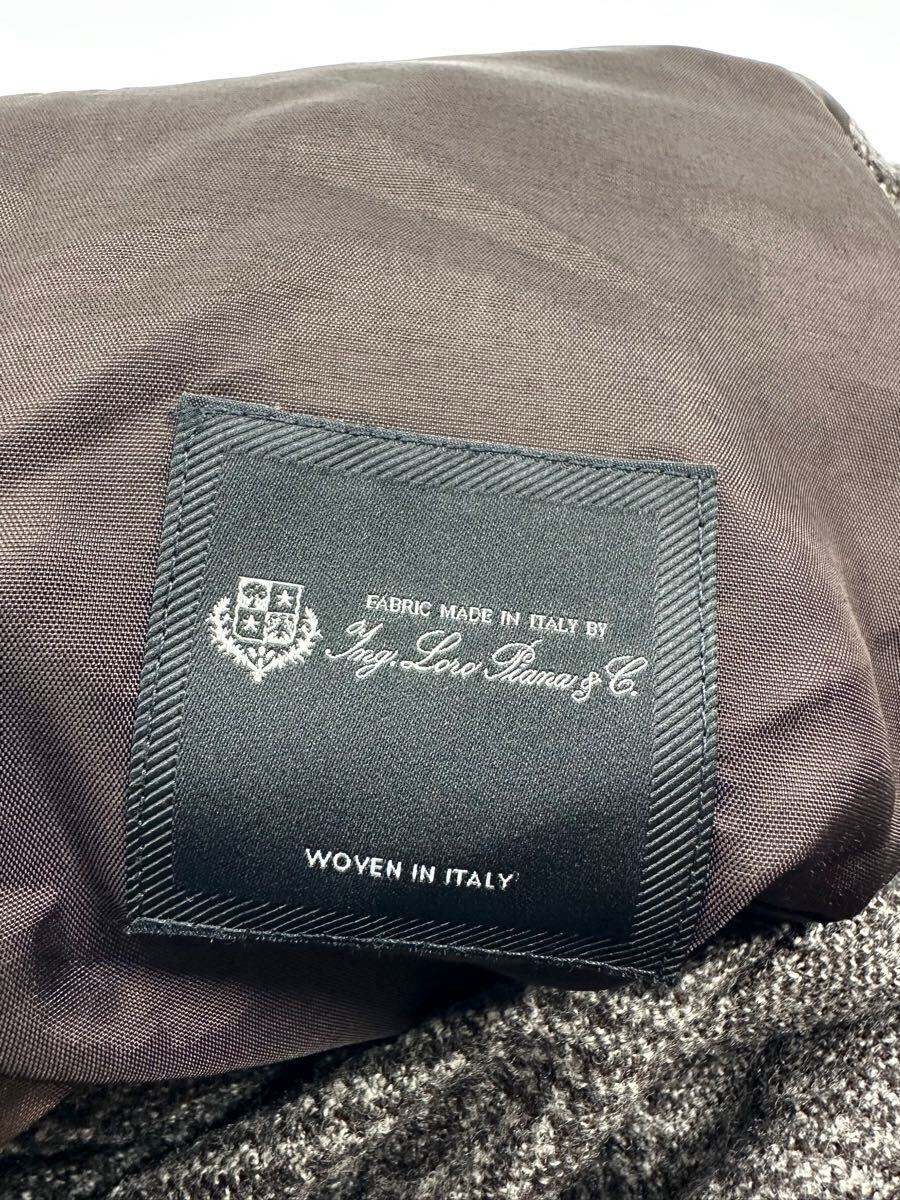 FABRIC MADE IN ITALY BY
Ing. Loro Piana & C.
WOVEN IN ITALY